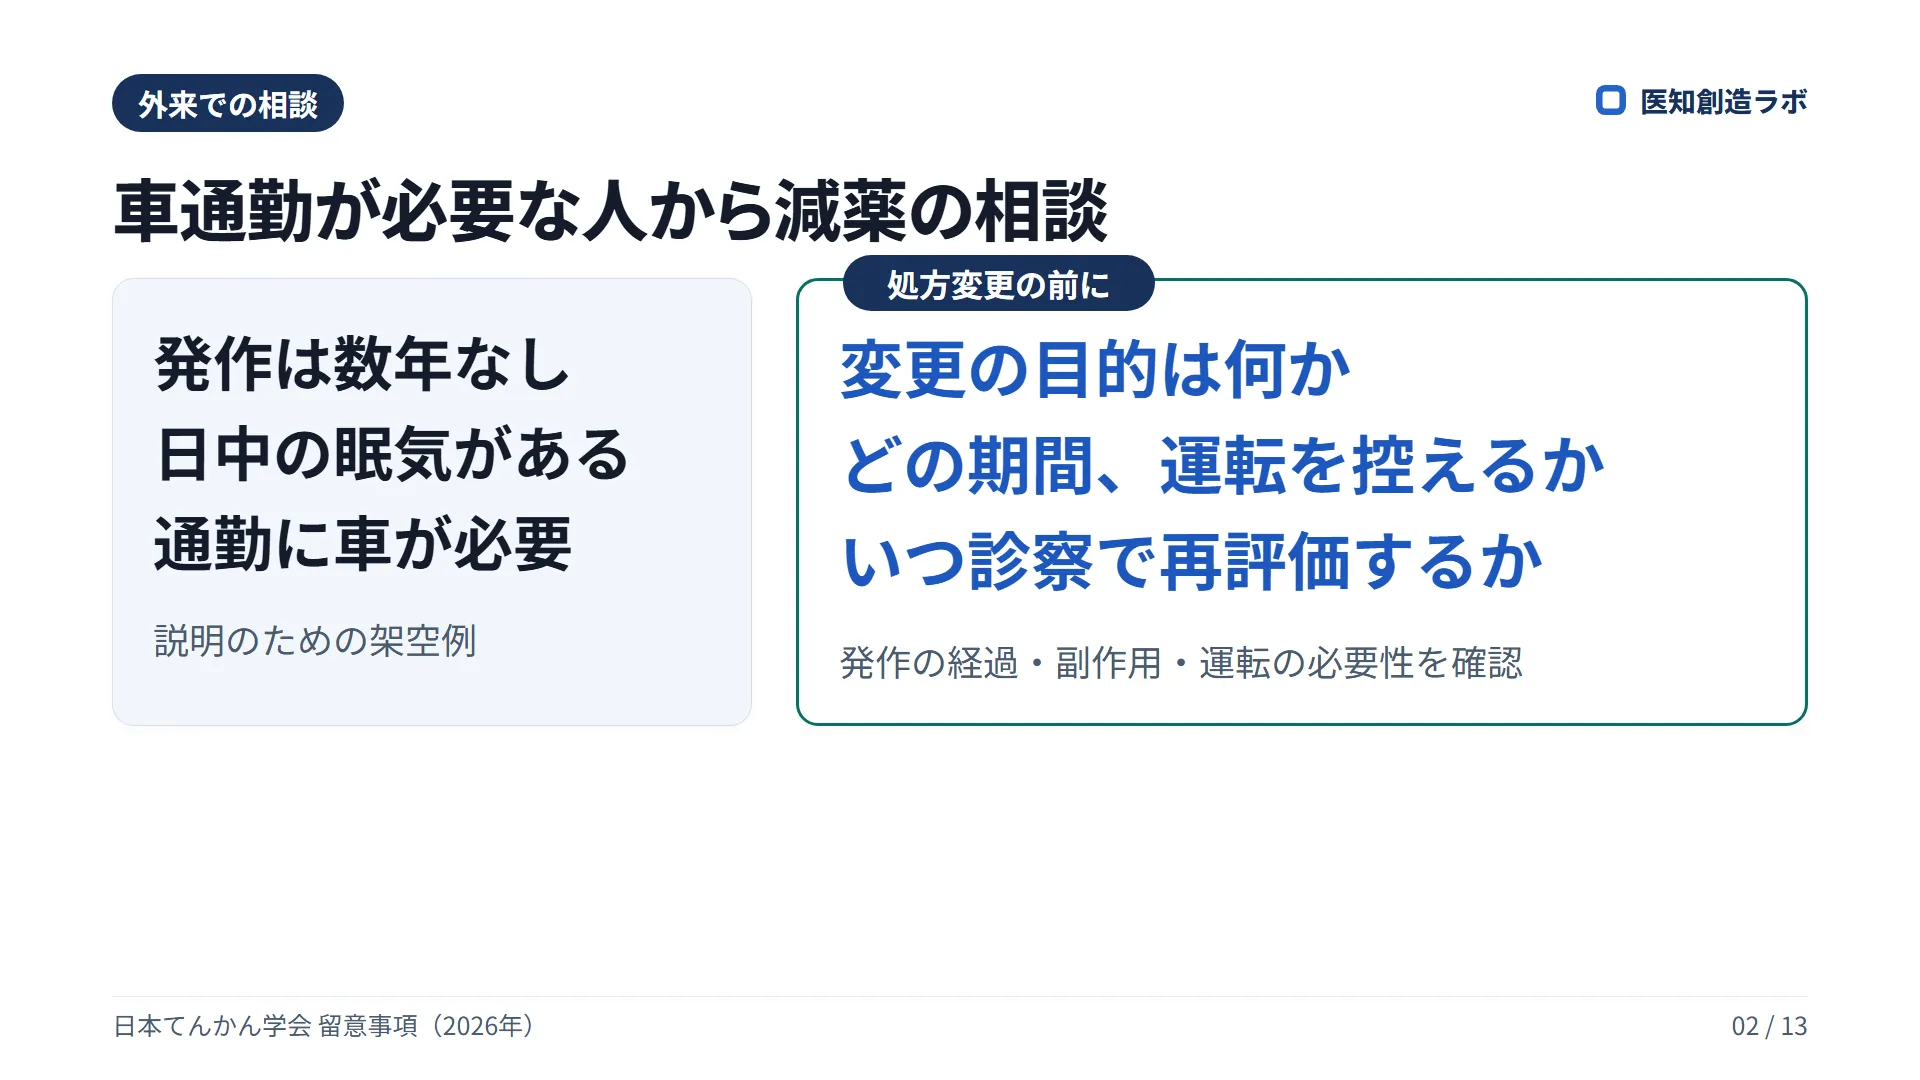 外来での相談
医知創造ラボ
車通勤が必要な人から減薬の相談
発作は数年なし
日中の眠気がある
通勤に車が必要
説明のための架空例
処方変更の前に
変更の目的は何か
どの期間、運転を控えるか
いつ診察で再評価するか
発作の経過・副作用・運転の必要性を確認
日本てんかん学会 留意事項（2026年）
02 / 13